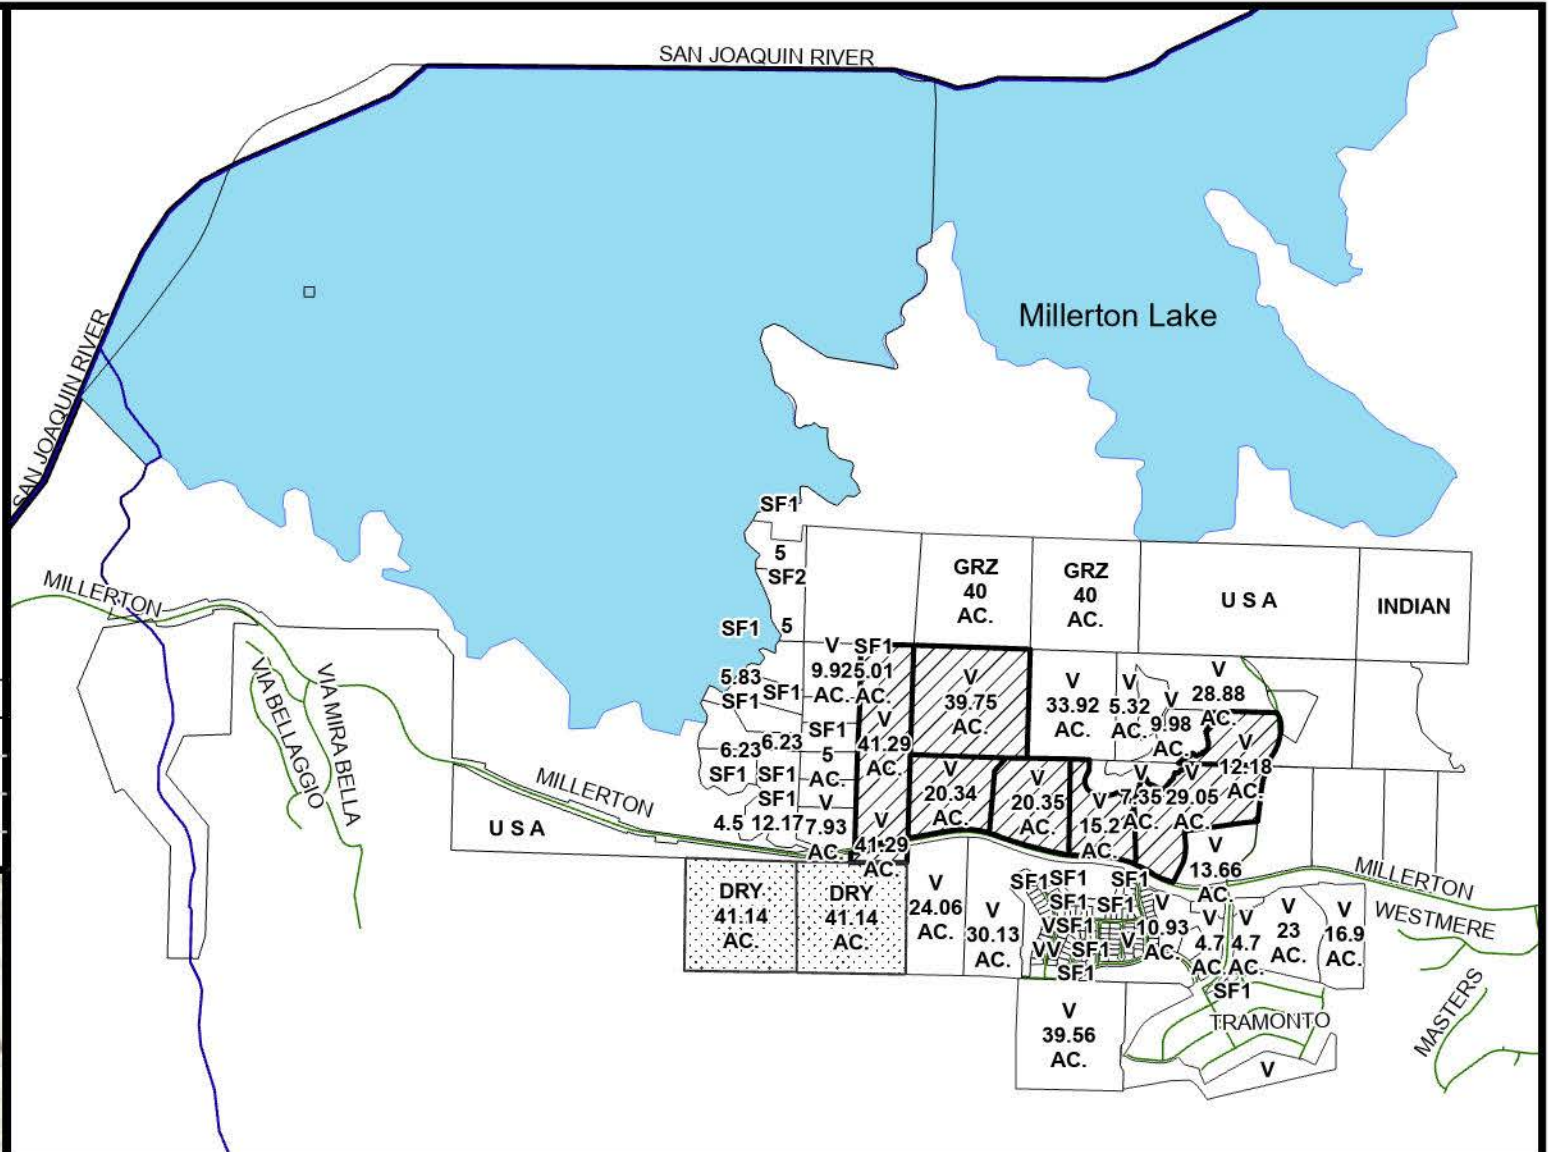 SAN JOAQUIN RIVER
SAN JOAQUIN RIVER
Millerton Lake
SF1
5
SF2
SF1
5
GRZ
40
AC.
GRZ
40
AC.
U S A
INDIAN
MILLERTON
VIA BELLAGGIO
VIA MIRA BELLA
MILLERTON
U S A
5.83
SF1
SF1
6.23
SF1
6.23
SF1
SF1
4.5
12.17
V
9.92
AC.
SF1
5.01
AC.
SF1
5
AC.
V
7.93
AC.
V
41.29
AC.
V
41.29
AC.
V
39.75
AC.
V
33.92
AC.
V
5.32
AC.
V
9.98
AC.
V
28.88
AC.
V
12.18
AC.
V
20.34
AC.
V
20.35
AC.
V
15.2
AC.
V
7.35
AC.
V
29.05
AC.
V
13.66
AC.
MILLERTON
WESTMERE
DRY
41.14
AC.
DRY
41.14
AC.
V
24.06
AC.
V
30.13
AC.
SF1
SF1
SF1
SF1
SF1
V
SF1
V
V
SF1
V
SF1
V
10.93
AC.
V
4.7
AC.
V
4.7
AC.
V
23
AC.
V
16.9
AC.
SF1
TRAMONTO
MASTERS
V
39.56
AC.
V